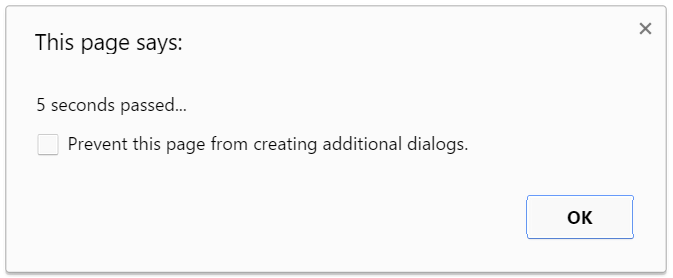 This page says:
5 seconds passed...
Prevent this page from creating additional dialogs.
OK